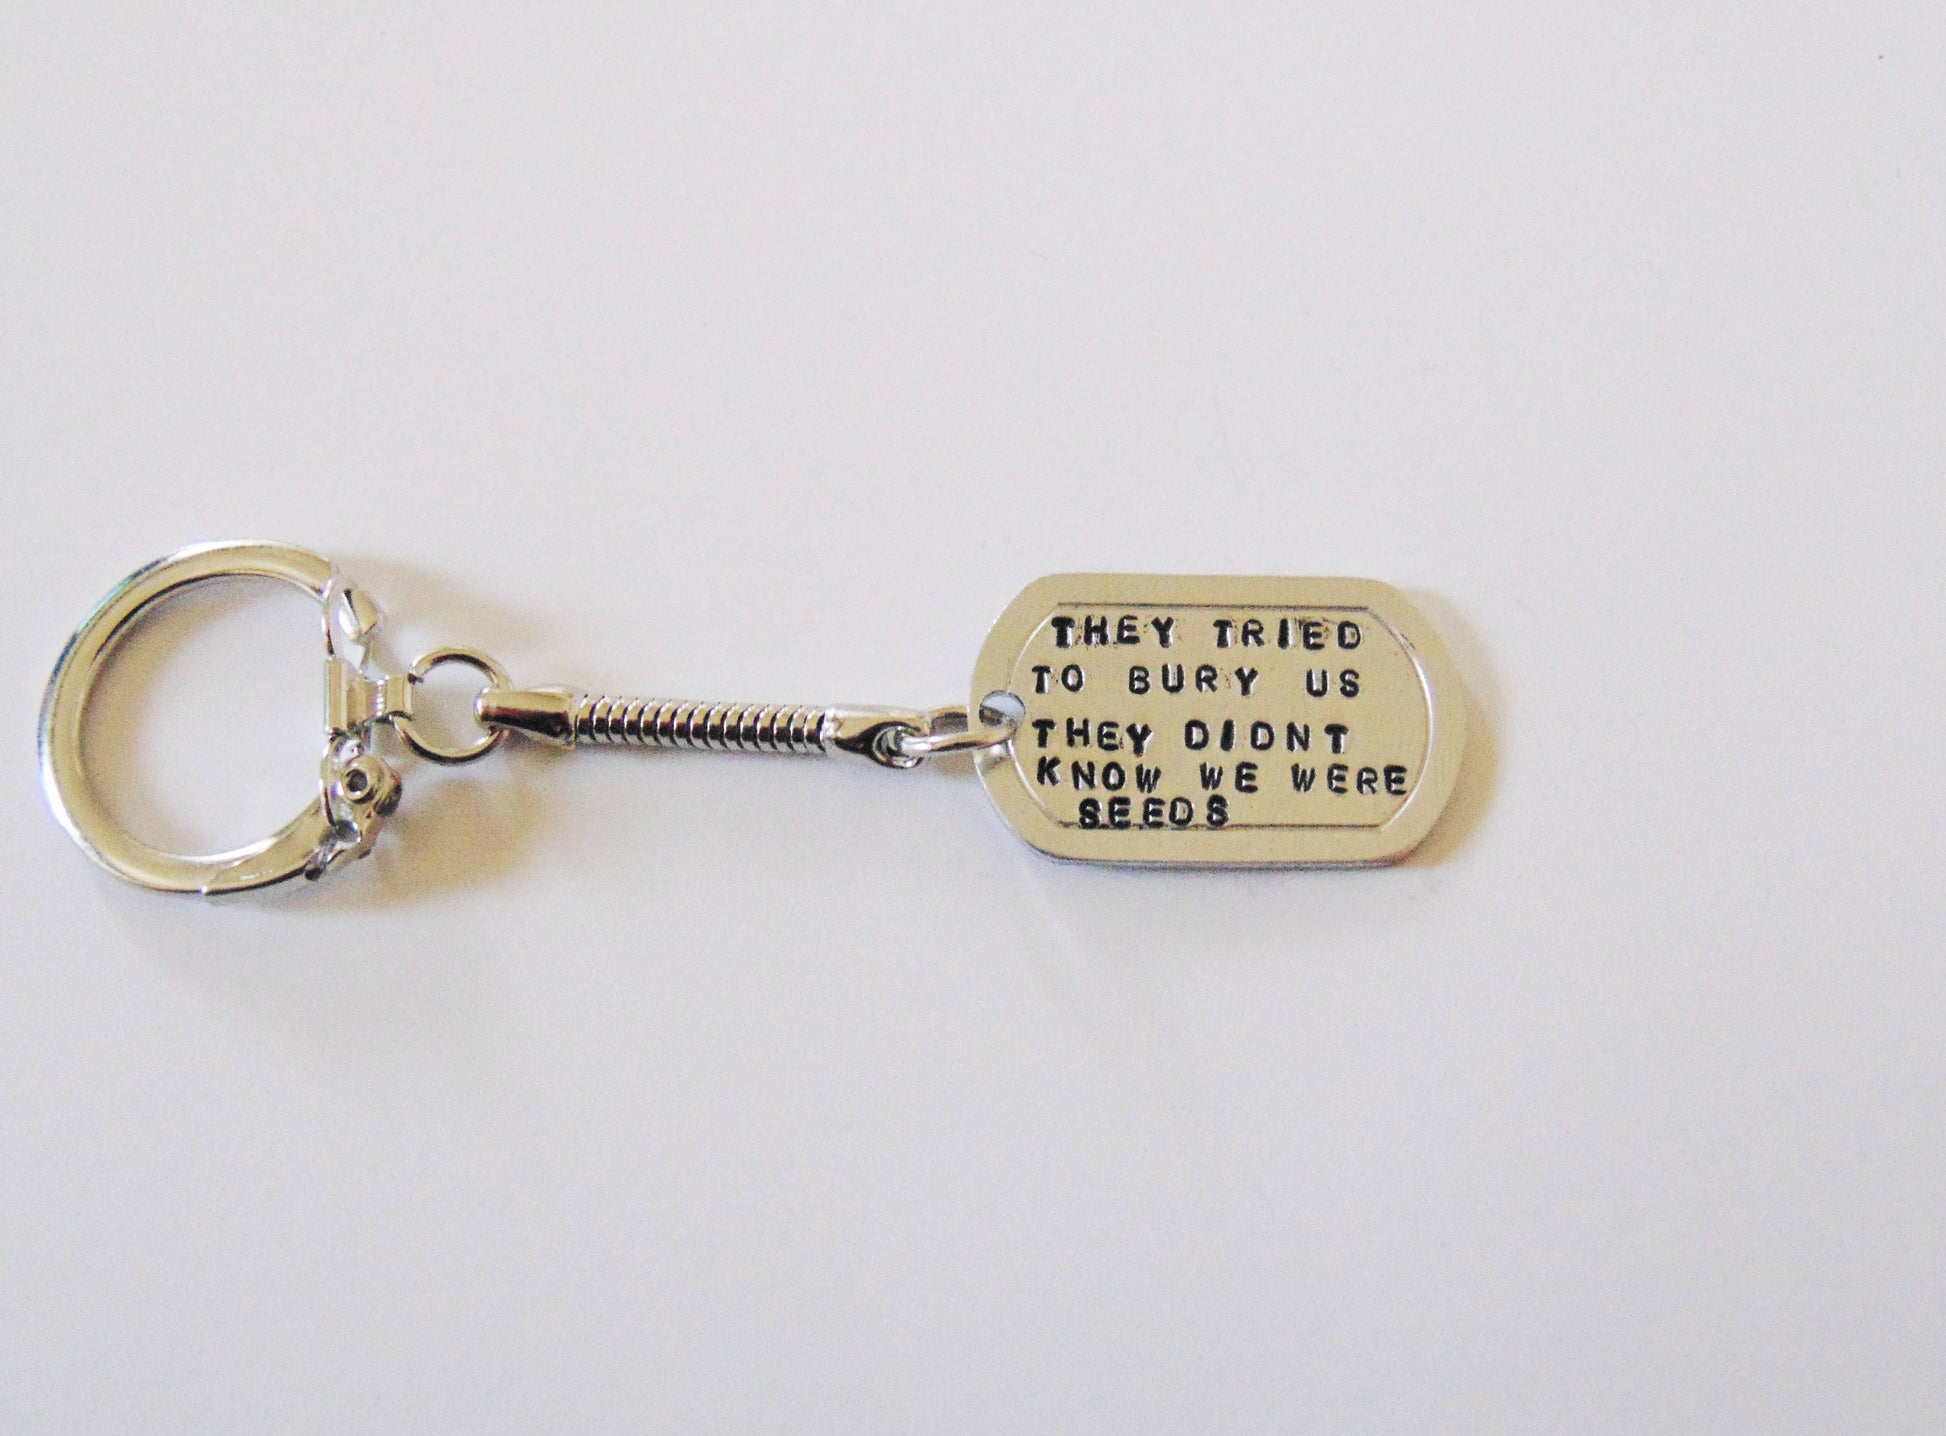 THEY TRIED
TO BURY US
THEY DIDNT
KNOW WE WERE
SEEDS